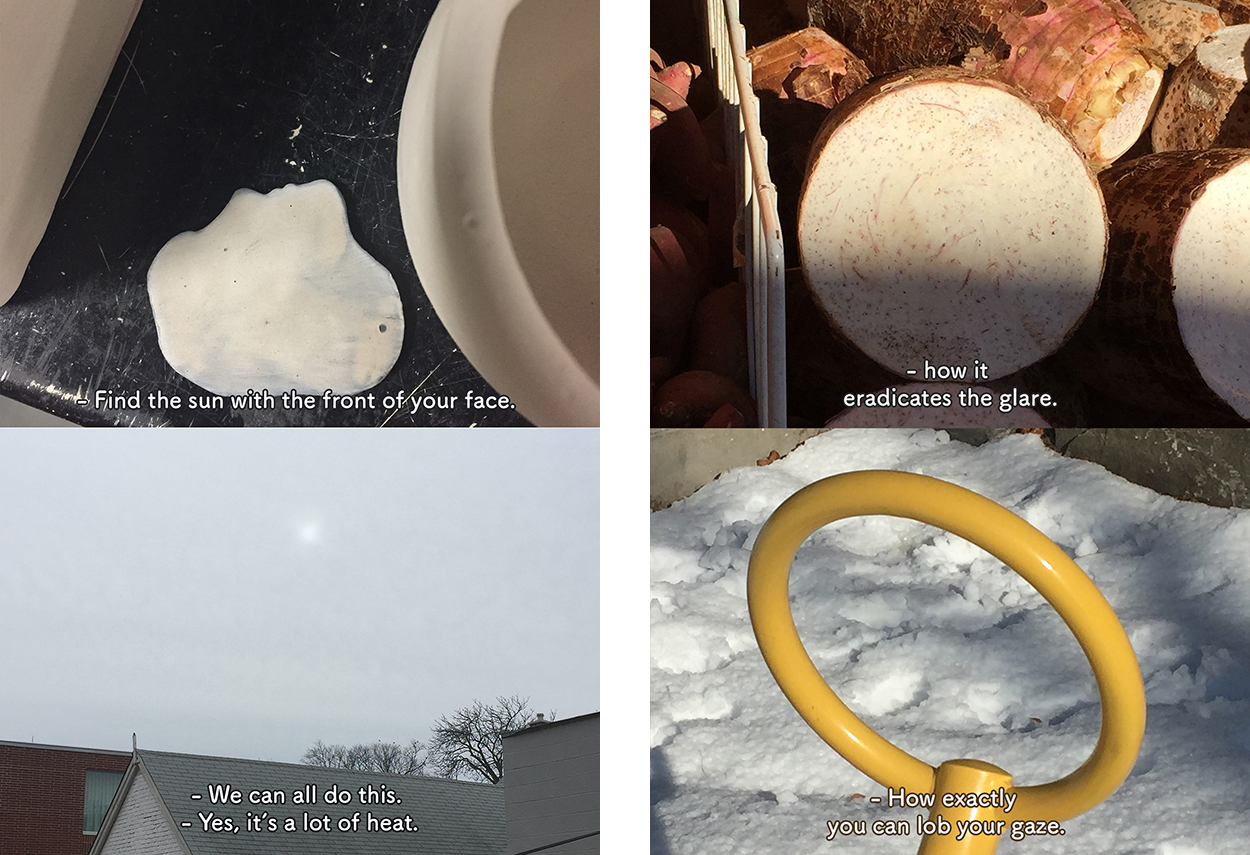 - Find the sun with the front of your face.
- We can all do this.
- Yes, it's a lot of heat.
- how it
eradicates the glare.
- How exactly
you can lob your gaze.